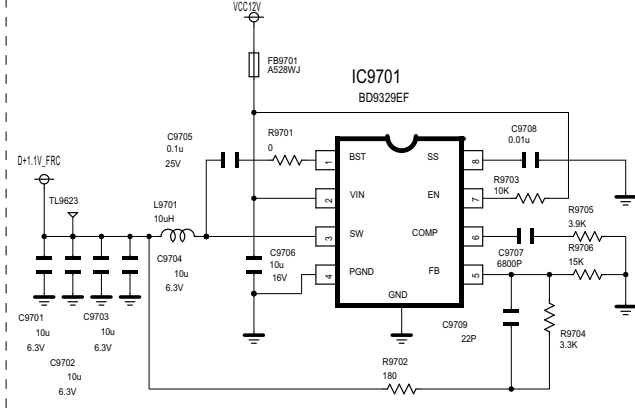 VCC12V
FB9701
A528WJ
IC9701
BD9329EF
C9705
0.1u
25V
R9701
0
C9708
0.01u
D+1.1V_FRC
TL9623
L9701
10uH
1
BST
SS
8
2
VIN
EN
7
R9703
10K
3
SW
COMP
6
R9705
3.9K
C9707
6800P
R9706
15K
4
PGND
FB
5
GND
C9704
10u
6.3V
C9706
10u
16V
C9701
10u
6.3V
C9703
10u
6.3V
C9702
10u
6.3V
C9709
22P
R9704
3.3K
R9702
180